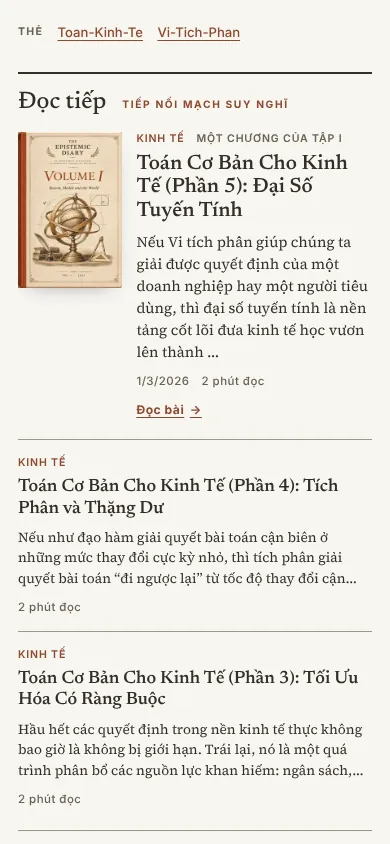 THẺ Toan-Kinh-Te Vi-Tich-Phan
Đọc tiếp TIẾP NỐI MẠCH SUY NGHĨ
THE
EPISTEMIC
DIARY
VOLUME I
KINH TẾ MỘT CHƯƠNG CỦA TẬP I
Toán Cơ Bản Cho Kinh
Tế (Phần 5): Đại Số
Tuyến Tính
Nếu Vi tích phân giúp chúng ta
giải được quyết định của một
doanh nghiệp hay một người tiêu
dùng, thì đại số tuyến tính là nền
tảng cốt lõi đưa kinh tế học vươn
lên thành ...
1/3/2026 2 phút đọc
Đọc bài →
KINH TẾ
Toán Cơ Bản Cho Kinh Tế (Phần 4): Tích
Phân và Thặng Dư
Nếu như đạo hàm giải quyết bài toán cận biên ở
những mức thay đổi cực kỳ nhỏ, thì tích phân giải
quyết bài toán “đi ngược lại” từ tốc độ thay đổi cận...
2 phút đọc
KINH TẾ
Toán Cơ Bản Cho Kinh Tế (Phần 3): Tối Ưu
Hóa Có Ràng Buộc
Hầu hết các quyết định trong nền kinh tế thực không
bao giờ là không bị giới hạn. Trái lại, nó là một quá
trình phân bổ các nguồn lực khan hiếm: ngân sách,...
2 phút đọc